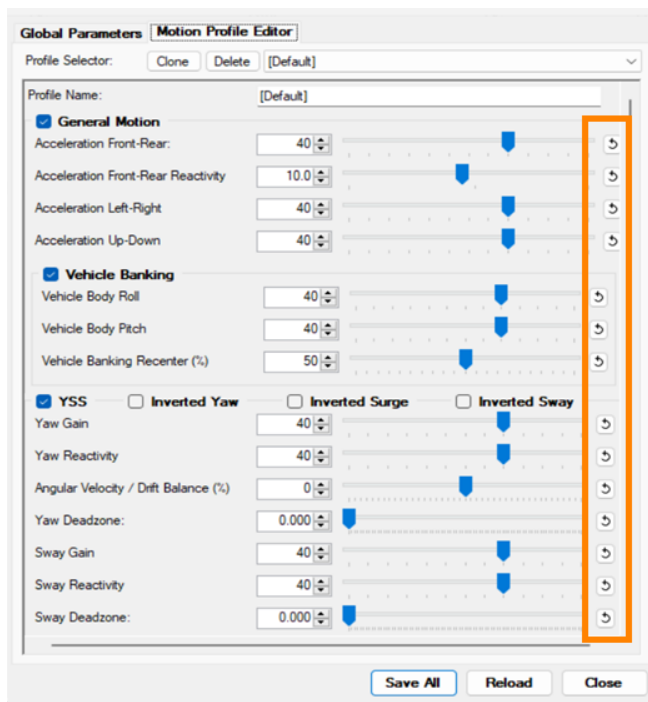 Global Parameters Motion Profile Editor
Profile Selector: Clone Delete [Default]
Profile Name: [Default]
General Motion
Acceleration Front-Rear: 40
Acceleration Front-Rear Reactivity 10.0
Acceleration Left-Right 40
Acceleration Up-Down 40
Vehicle Banking
Vehicle Body Roll 40
Vehicle Body Pitch 40
Vehicle Banking Recenter (%) 50
YSS Inverted Yaw Inverted Surge Inverted Sway
Yaw Gain 40
Yaw Reactivity 40
Angular Velocity / Drift Balance (%) 0
Yaw Deadzone: 0.000
Sway Gain 40
Sway Reactivity 40
Sway Deadzone: 0.000
Save All Reload Close